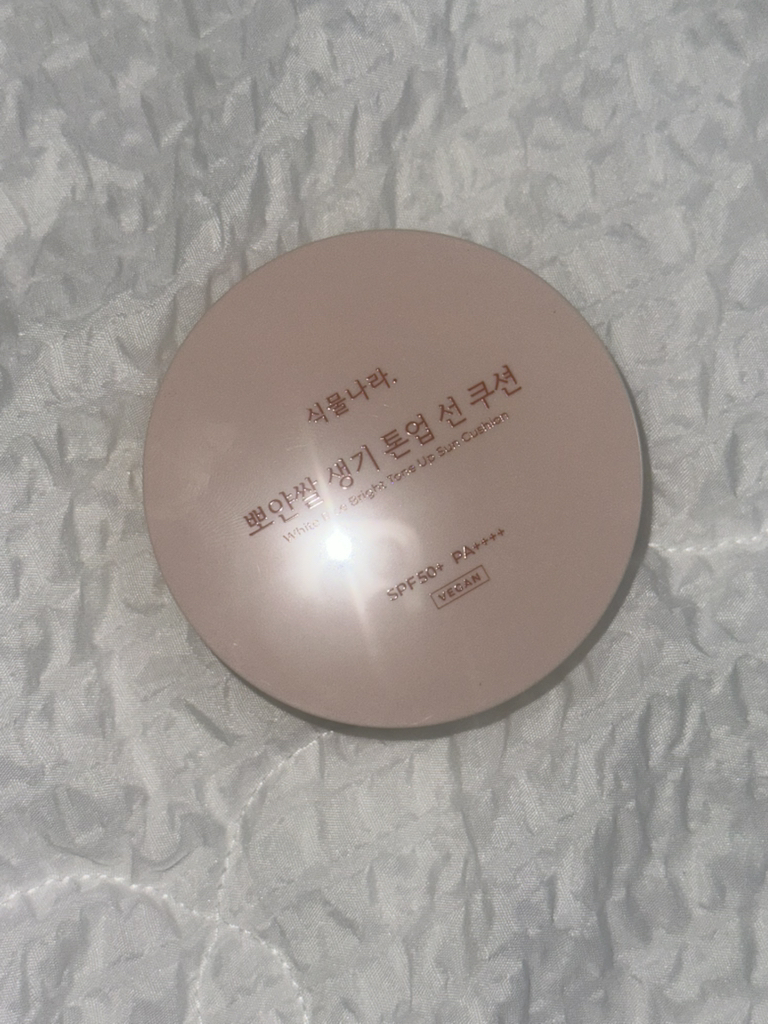 식물나라.
뽀얀쌀 생기 톤업 선 쿠션
White Bright Tone Up Sun Cushion
SPF50+ PA++++
VEGAN